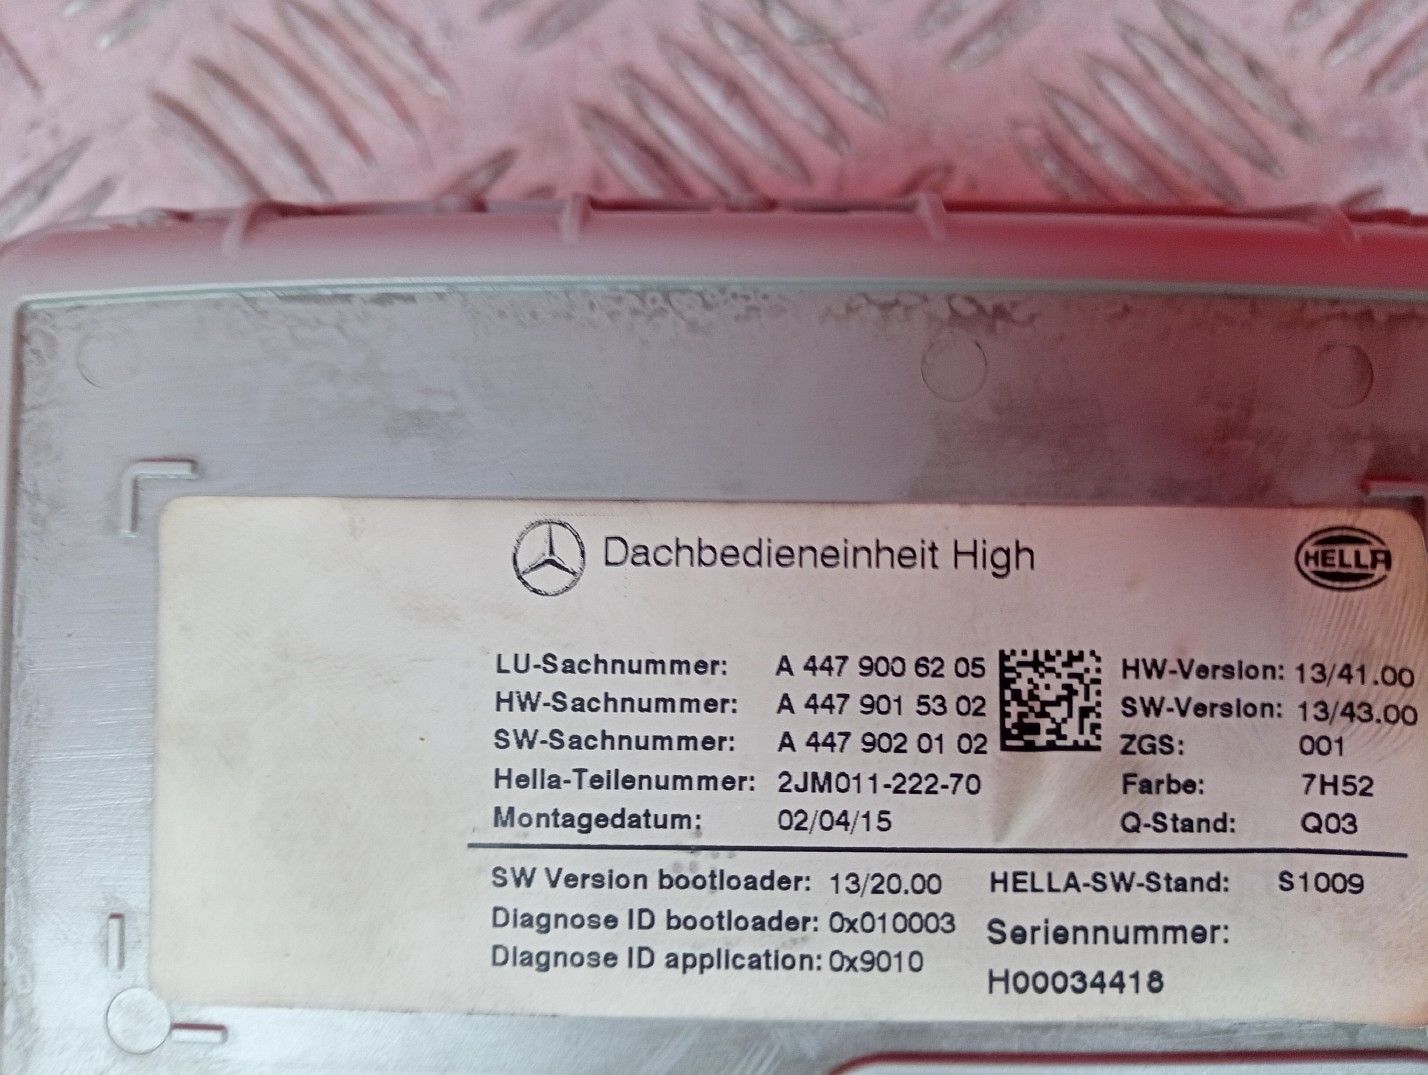 Dachbedieneinheit High
HELLA
LU-Sachnummer: A 447 900 62 05 HW-Version: 13/41.00
HW-Sachnummer: A 447 901 53 02 SW-Version: 13/43.00
SW-Sachnummer: A 447 902 01 02 ZGS: 001
Hella-Teilenummer: 2JM011-222-70 Farbe: 7H52
Montagedatum: 02/04/15 Q-Stand: Q03
SW Version bootloader: 13/20.00 HELLA-SW-Stand: S1009
Diagnose ID bootloader: 0x010003 Seriennummer:
Diagnose ID application: 0x9010 H00034418